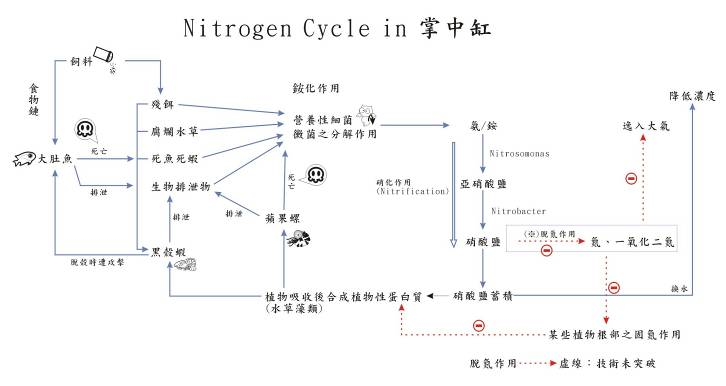 Nitrogen Cycle in 掌中缸
飼料
食物鏈
銨化作用
降低濃度
殘餌
營養性細菌
黴菌之分解作用
氨/銨
逸入大氣
腐爛水草
大肚魚
死亡
死魚死蝦
Nitrosomonas
排泄
生物排泄物
死亡
硝化作用
(Nitrification)
亞硝酸鹽
Nitrobacter
排泄
排泄
蘋果螺
硝酸鹽
(※)脫氮作用
氮、一氧化二氮
黑殼蝦
脫殼時遭攻擊
植物吸收後合成植物性蛋白質
(水草藻類)
硝酸鹽蓄積
換水
某些植物根部之固氮作用
脫氮作用
虛線：技術未突破